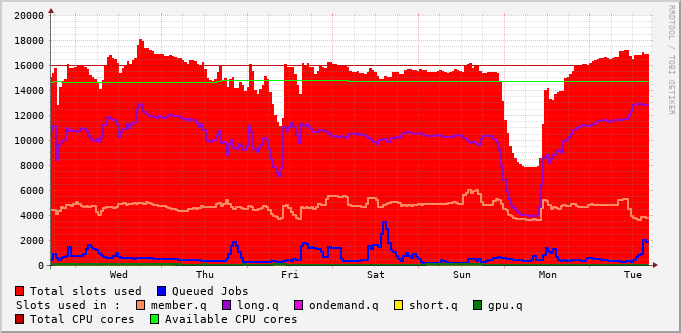 20000
18000
16000
14000
12000
10000
8000
6000
4000
2000
0
Wed Thu Fri Sat Sun Mon Tue
Total slots used Queued Jobs
Slots used in : member.q long.q ondemand.q short.q gpu.q
Total CPU cores Available CPU cores
RRDTOOL / TOBI OETIKER